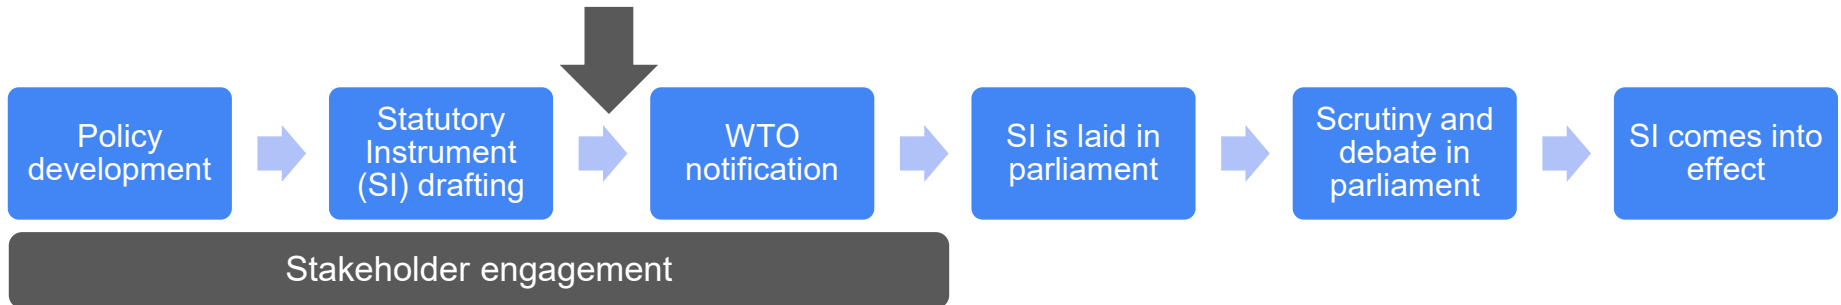 Policy
development
Statutory
Instrument
(SI) drafting
WTO
notification
SI is laid in
parliament
Scrutiny and
debate in
parliament
SI comes into
effect
Stakeholder engagement